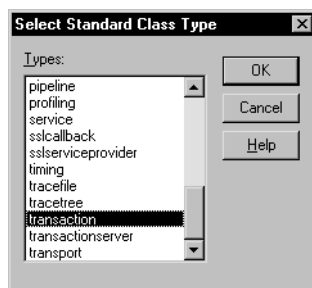 Select Standard Class Type
Types:
pipeline
profiling
service
sslcallback
sslserviceprovider
timing
tracefile
tracetree
transaction
transactionserver
transport
OK
Cancel
Help